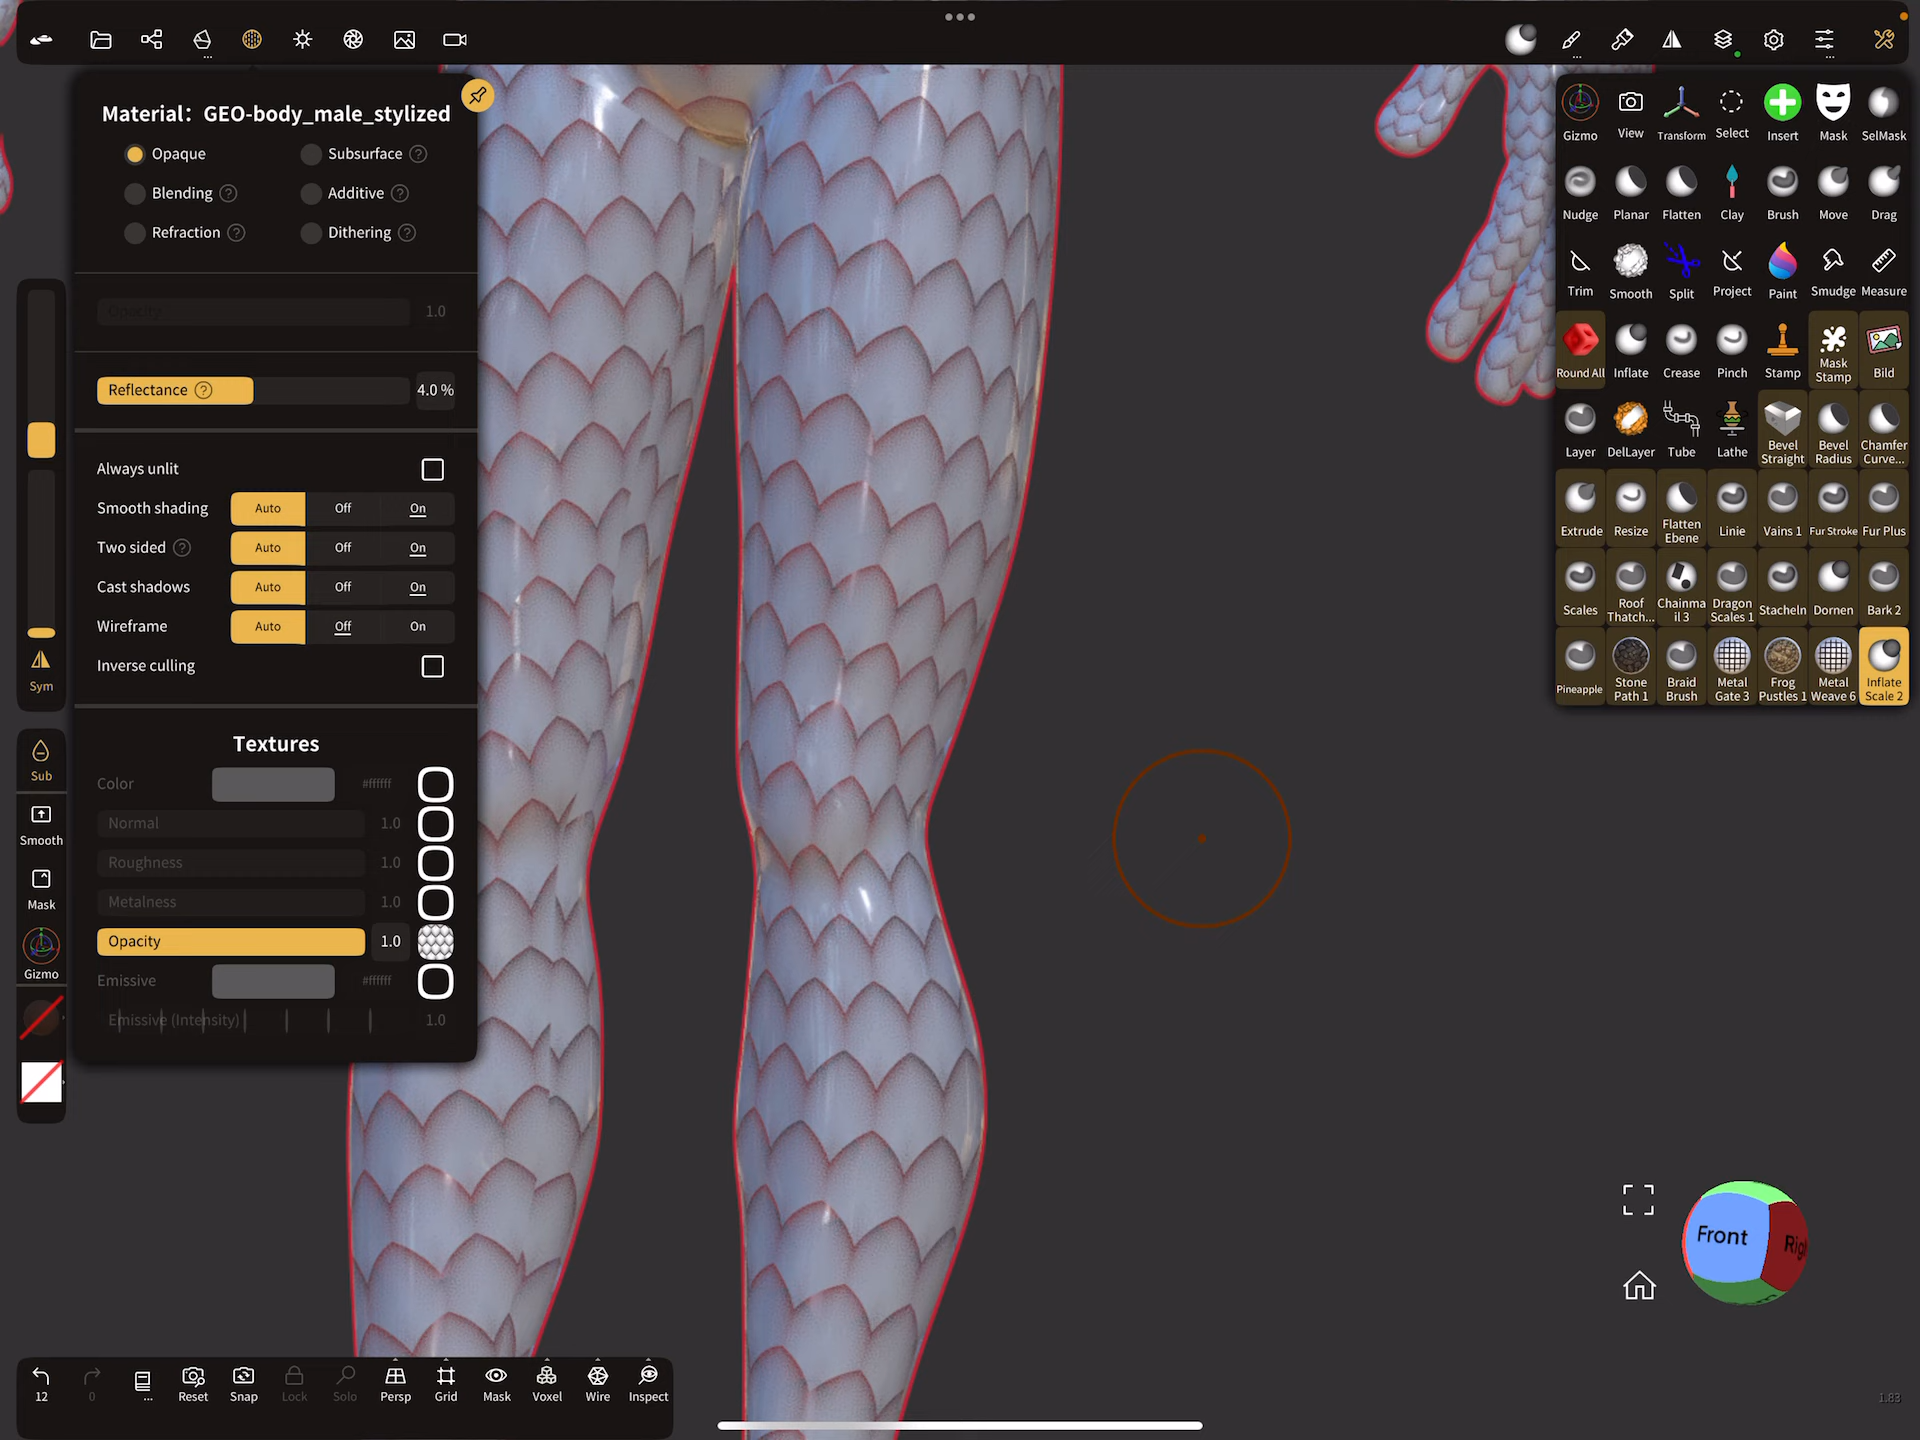 Material: GEO-body_male_stylized
Opaque
Subsurface ?
Blending ?
Additive ?
Refraction ?
Dithering ?
Opacity 1.0
Reflectance ? 4.0 %
Always unlit
Smooth shading Auto Off On
Two sided ? Auto Off On
Cast shadows Auto Off On
Wireframe Auto Off On
Inverse culling
Textures
Color #ffffff
Normal 1.0
Roughness 1.0
Metalness 1.0
Opacity 1.0
Emissive #ffffff
Emissive (Intensity) 1.0
Sym
Sub
Smooth
Mask
Gizmo
Gizmo View Transform Select Insert Mask SelMask
Nudge Planar Flatten Clay Brush Move Drag
Trim Smooth Split Project Paint Smudge Measure
Round All Inflate Crease Pinch Stamp Mask Stamp Bild
Layer DelLayer Tube Lathe Bevel Straight Bevel Radius Chamfer Curve...
Extrude Resize Flatten Ebene Linie Vains 1 Fur Stroke Fur Plus
Scales Roof Thatch... Chainmail 3 Dragon Scales 1 Stacheln Dornen Bark 2
Pineapple Stone Path 1 Braid Brush Metal Gate 3 Frog Pustles 1 Metal Weave 6 Inflate Scale 2
Front
Righ
12 0 ... Reset Snap Lock Solo Persp Grid Mask Voxel Wire Inspect
1.83